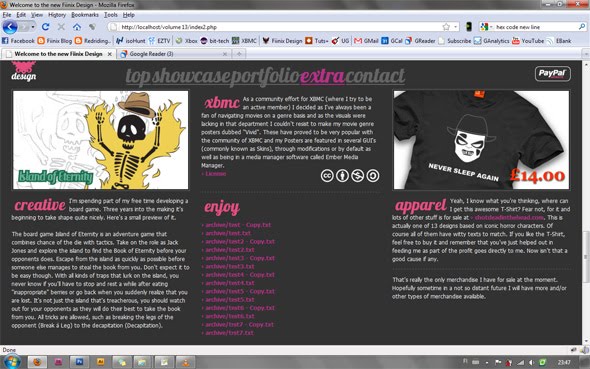 Welcome to the new Fiinix Design - Mozilla Firefox
File Edit View History Bookmarks Tools Help
http://localhost/volume13/index2.php
hex code new line
Facebook Fiinix Blog Redriding... isoHunt EZTV Xbox bit-tech XBMC Fiinix Design Tuts+ UG GMail GCal GReader Subscribe GAnalytics YouTube EBank
Welcome to the new Fiinix Design Google Reader (3)
design
top showcase portfolio extra contact
PayPal
Island of Eternity
xbmc As a community effort for XBMC (where I try to be
an active member) I decided as I've always been a
fan of navigating movies on a genre basis and as the visuals were
lacking in that department I couldn't resist to make my movie genre
posters dubbed "Vivid". These have proved to be very popular with
the community of XBMC and my Posters are featured in several GUIs
(commonly known as Skins), through modifications or by default as
well as being in a media manager software called Ember Media
Manager.
License
NEVER SLEEP AGAIN
£14.00
creative I'm spending part of my free time developing a
board game. Three years into the making it's
beginning to take shape quite nicely. Here's a small preview of it.
The board game Island of Eternity is an adventure game that
combines chance of the die with tactics. Take on the role as Jack
Jones and explore the island to find the Book of Eternity before your
opponents does. Escape from the island as quickly as possible before
someone else manages to steal the book from you. Don't expect it to
be easy though. With all kinds of traps that lurk on the island, you
never know if you'll have to stop and rest a while after eating
"inappropriate" berries or go back when you suddenly realize that you
are lost. It's not just the island that's treacherous, you should watch
out for your opponents as they will do their best to take the book
from you. All tricks are allowed, such as breaking the legs of the
opponent (Break á Leg) to the decapitation (Decapitation),
enjoy
archive/test - Copy.txt
archive/test.txt
archive/test2 - Copy.txt
archive/test2.txt
archive/test3 - Copy.txt
archive/test3.txt
archive/test4 - Copy.txt
archive/test4.txt
archive/test5 - Copy.txt
archive/test5.txt
archive/test6 - Copy.txt
archive/test6.txt
archive/test7 - Copy.txt
archive/test7.txt
apparel Yeah, I know what you're thinking, where can
I get this awesome T-Shirt? Fear not, for it and
lots of other stuff is for sale at shotdeadinthehead.com. This is
actually one of 13 designs based on iconic horror characters. Of
course all of them have witty texts to match. If you like the T-Shirt,
feel free to buy it and remember that you've just helped out in
feeding me as part of the profit goes directly to me. Now isn't that a
good cause if any.
That's really the only merchandise I have for sale at the moment.
Hopefully sometime in a not so distant future I will have more and/or
other types of merchandise available.
Done
FI
23:47